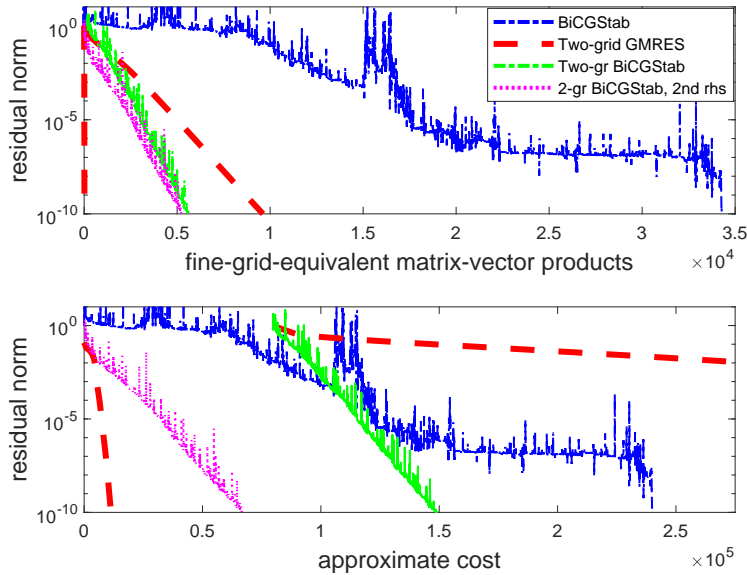 residual norm
10^0
10^-5
10^-10
BiCGStab
Two-grid GMRES
Two-gr BiCGStab
2-gr BiCGStab, 2nd rhs
0 0.5 1 1.5 2 2.5 3 3.5
×10^4
fine-grid-equivalent matrix-vector products
residual norm
10^0
10^-5
10^-10
0 0.5 1 1.5 2 2.5
×10^5
approximate cost